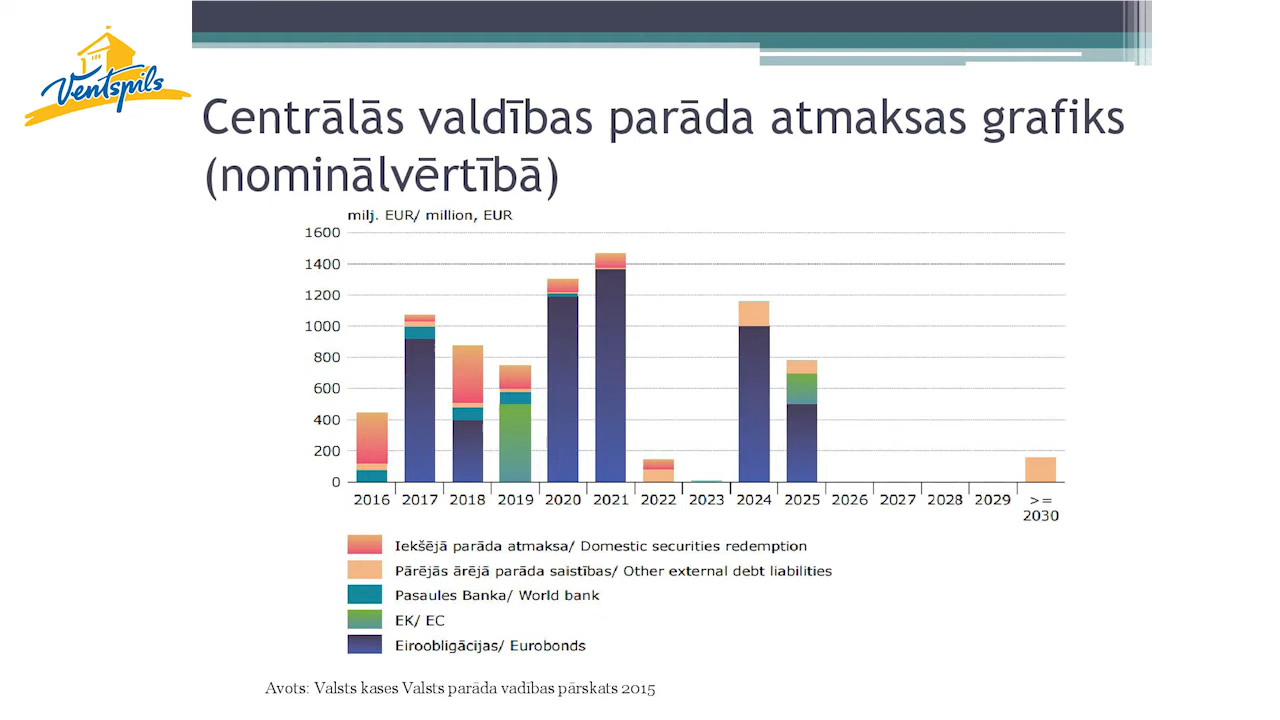 Ventspils
Centrālās valdības parāda atmaksas grafiks
(nominālvērtībā)
milj. EUR/ million, EUR
1600
1400
1200
1000
800
600
400
200
0
2016 2017 2018 2019 2020 2021 2022 2023 2024 2025 2026 2027 2028 2029 >=
2030
Iekšējā parāda atmaksa/ Domestic securities redemption
Pārējās ārējā parāda saistības/ Other external debt liabilities
Pasaules Banka/ World bank
EK/ EC
Eiroobligācijas/ Eurobonds
Avots: Valsts kases Valsts parāda vadības pārskats 2015